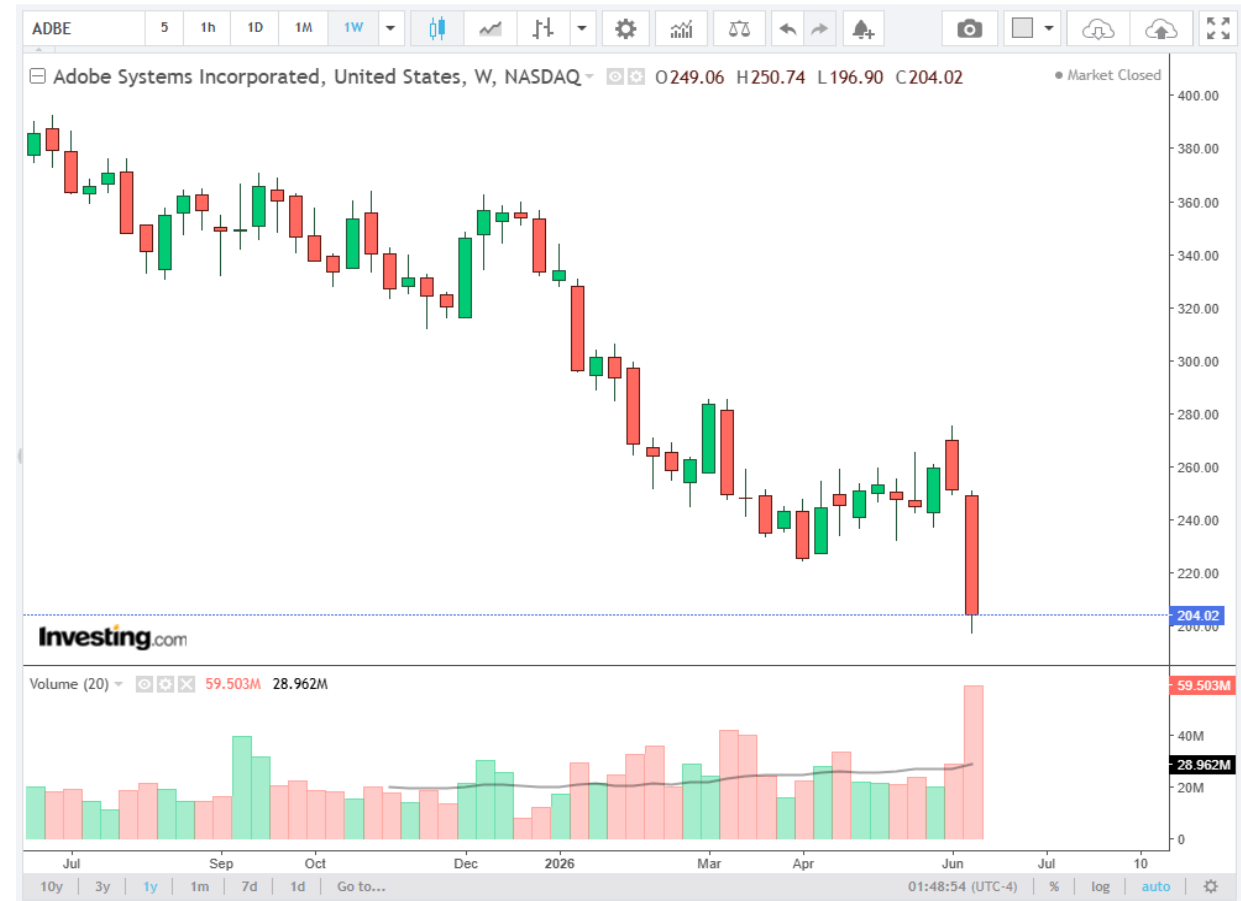 ADBE 5 1h 1D 1M 1W
Adobe Systems Incorporated, United States, W, NASDAQ O249.06 H250.74 L196.90 C204.02 Market Closed
400.00
380.00
360.00
340.00
320.00
300.00
280.00
260.00
240.00
220.00
204.02
200.00
Investing.com
Volume (20) 59.503M 28.962M
59.503M
40M
28.962M
20M
0
Jul Sep Oct Dec 2026 Mar Apr Jun Jul 10
10y 3y 1y 1m 7d 1d Go to... 01:48:54 (UTC-4) % log auto